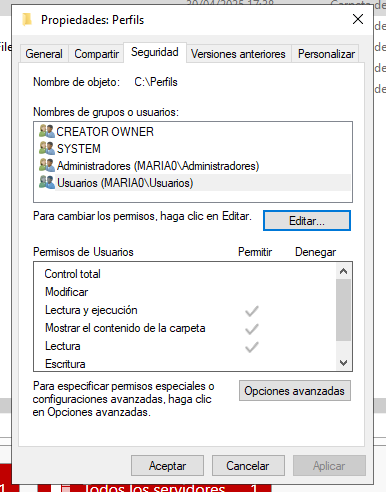 30/04/2025 17:38
Propiedades: Perfils
General
Compartir
Seguridad
Versiones anteriores
Personalizar
Nombre de objeto: C:\Perfils
Nombres de grupos o usuarios:
CREATOR OWNER
SYSTEM
Administradores (MARIA0\Administradores)
Usuarios (MARIA0\Usuarios)
Para cambiar los permisos, haga clic en Editar.
Editar...
Permisos de Usuarios
Permitir
Denegar
Control total
Modificar
Lectura y ejecución
Mostrar el contenido de la carpeta
Lectura
Escritura
Para especificar permisos especiales o
configuraciones avanzadas, haga clic
en Opciones avanzadas.
Opciones avanzadas
Aceptar
Cancelar
Aplicar
1
Todos los servidores
1